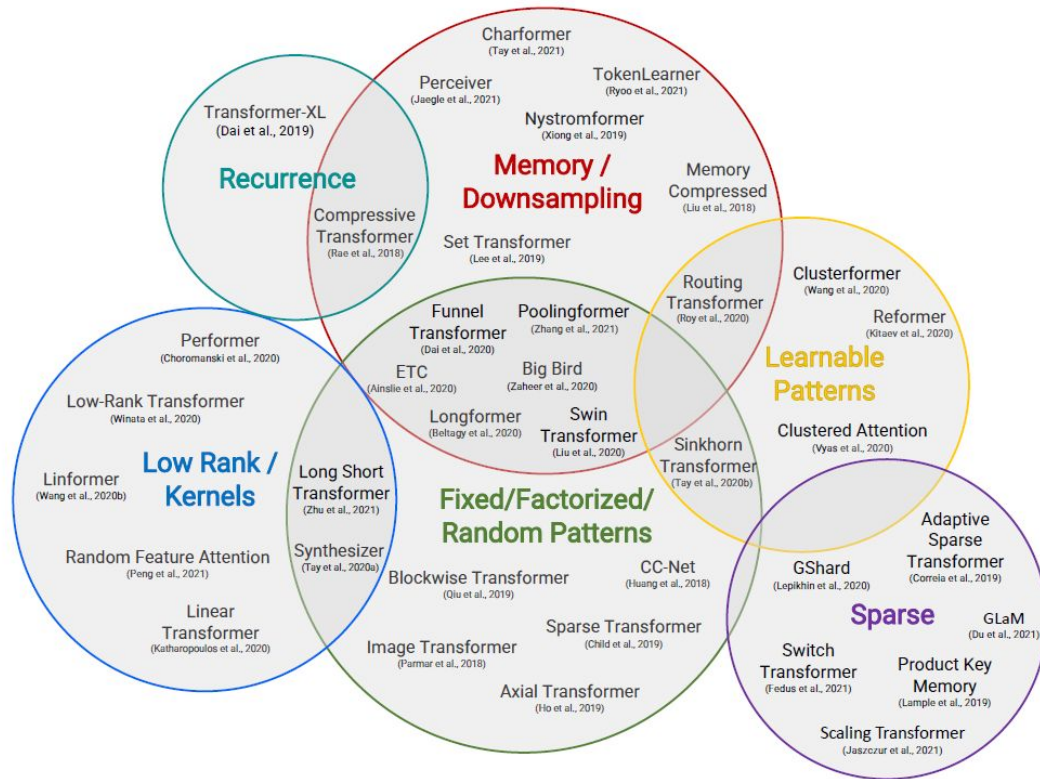 Charformer
(Tay et al., 2021)
Perceiver
(Jaegle et al., 2021)
TokenLearner
(Ryoo et al., 2021)
Transformer-XL
(Dai et al., 2019)
Nystromformer
(Xiong et al., 2019)
Recurrence
Memory /
Downsampling
Memory
Compressed
(Liu et al., 2018)
Compressive
Transformer
(Rae et al., 2018)
Set Transformer
(Lee et al., 2019)
Routing
Transformer
(Roy et al., 2020)
Clusterformer
(Wang et al., 2020)
Reformer
(Kitaev et al., 2020)
Funnel
Transformer
(Dai et al., 2020)
Poolingformer
(Zhang et al., 2021)
Performer
(Choromanski et al., 2020)
Learnable
Patterns
ETC
(Ainslie et al., 2020)
Big Bird
(Zaheer et al., 2020)
Low-Rank Transformer
(Winata et al., 2020)
Longformer
(Beltagy et al., 2020)
Swin
Transformer
(Liu et al., 2020)
Clustered Attention
(Vyas et al., 2020)
Sinkhorn
Transformer
(Tay et al., 2020b)
Linformer
(Wang et al., 2020b)
Low Rank /
Kernels
Long Short
Transformer
(Zhu et al., 2021)
Fixed/Factorized/
Random Patterns
Adaptive
Sparse
Transformer
(Correia et al., 2019)
Random Feature Attention
(Peng et al., 2021)
Synthesizer
(Tay et al., 2020a)
Blockwise Transformer
(Qiu et al., 2019)
CC-Net
(Huang et al., 2018)
GShard
(Lepikhin et al., 2020)
Sparse
GLaM
(Du et al., 2021)
Linear
Transformer
(Katharopoulos et al., 2020)
Image Transformer
(Parmar et al., 2018)
Sparse Transformer
(Child et al., 2019)
Switch
Transformer
(Fedus et al., 2021)
Product Key
Memory
(Lample et al., 2019)
Axial Transformer
(Ho et al., 2019)
Scaling Transformer
(Jaszczur et al., 2021)